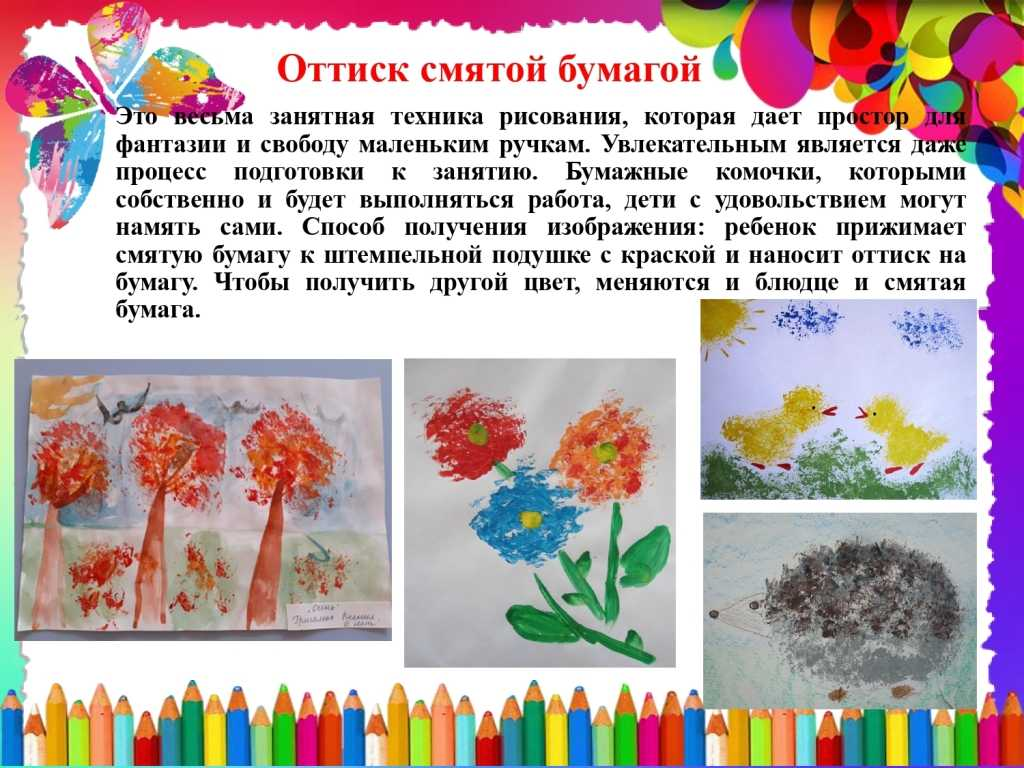 Оттиск смятой бумагой
Это весьма занятная техника рисования, которая дает простор для
фантазии и свободу маленьким ручкам. Увлекательным является даже
процесс подготовки к занятию. Бумажные комочки, которыми
собственно и будет выполняться работа, дети с удовольствием могут
намять сами. Способ получения изображения: ребенок прижимает
смятую бумагу к штемпельной подушке с краской и наносит оттиск на
бумагу. Чтобы получить другой цвет, меняются и блюдце и смятая
бумага.
„Осень"